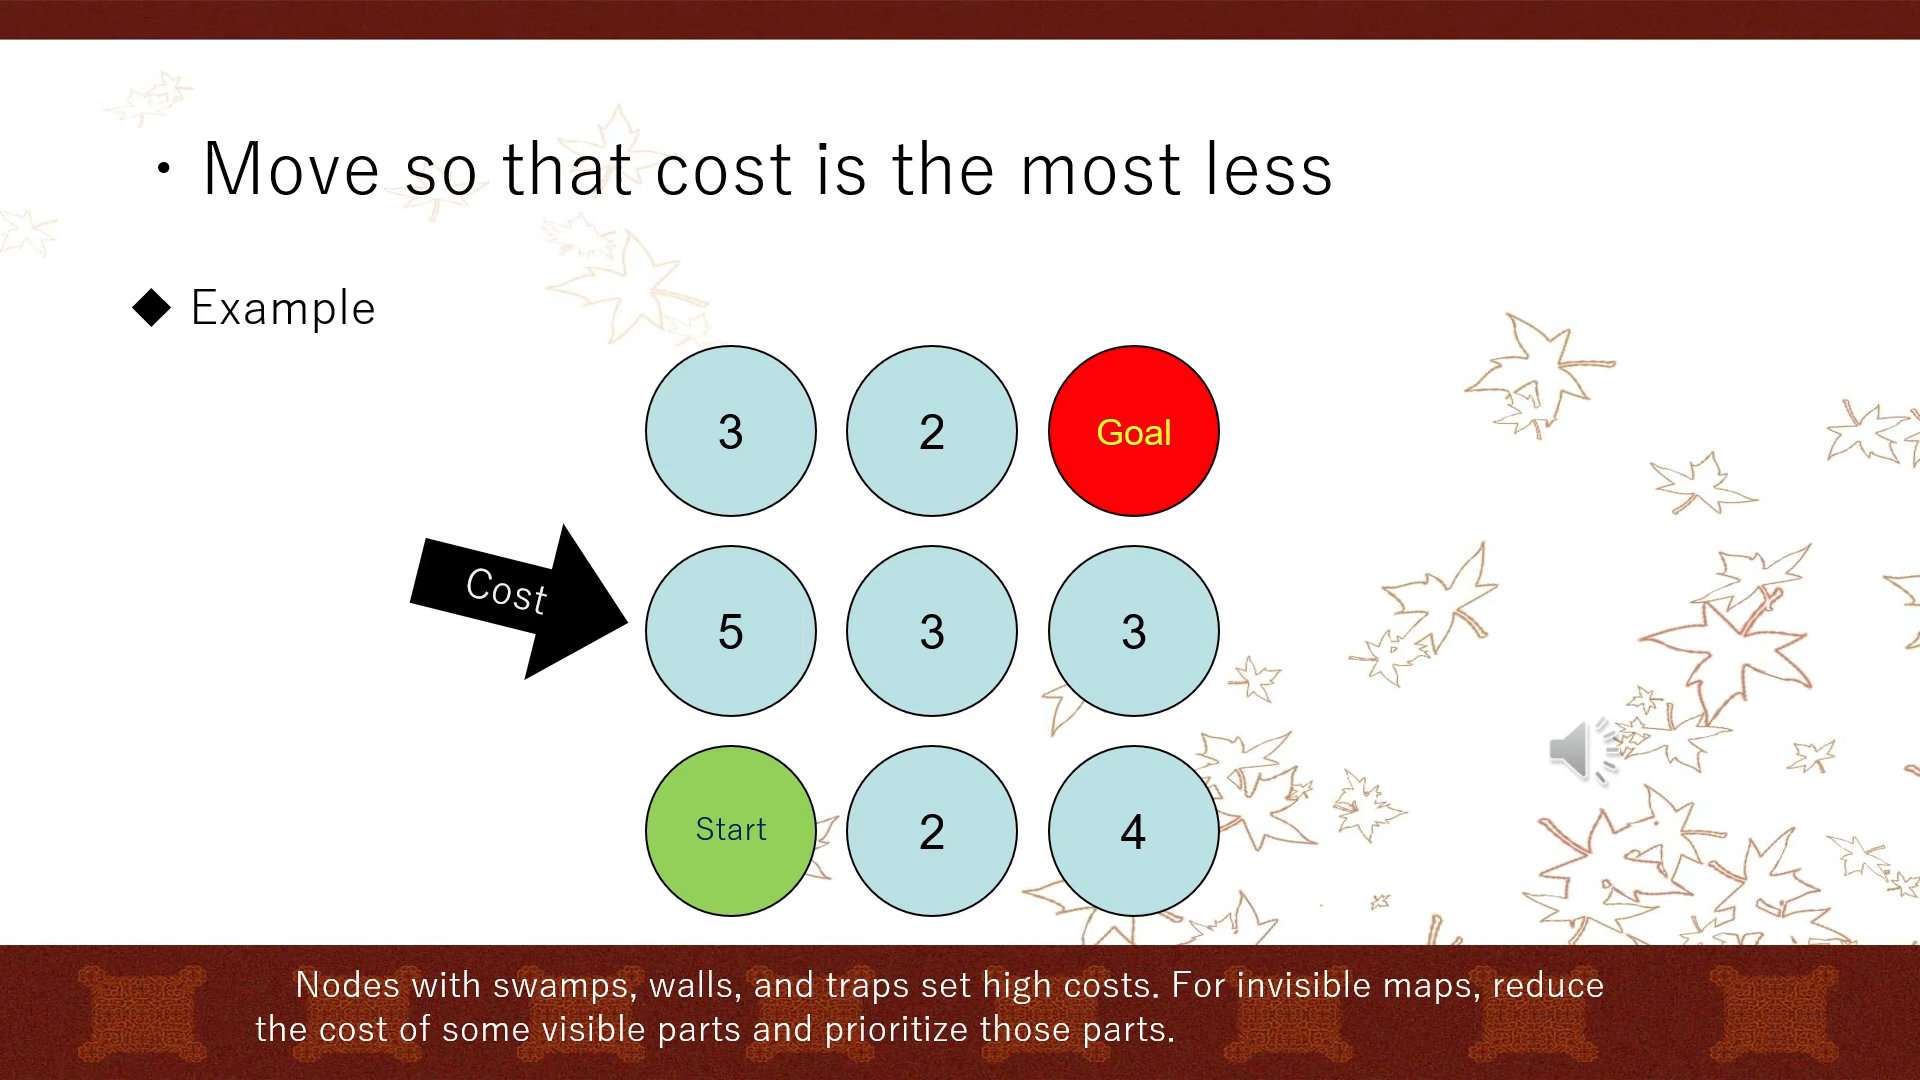 ・Move so that cost is the most less
◆ Example
3 2 Goal
Cost
5 3 3
Start 2 4
Nodes with swamps, walls, and traps set high costs. For invisible maps, reduce
the cost of some visible parts and prioritize those parts.